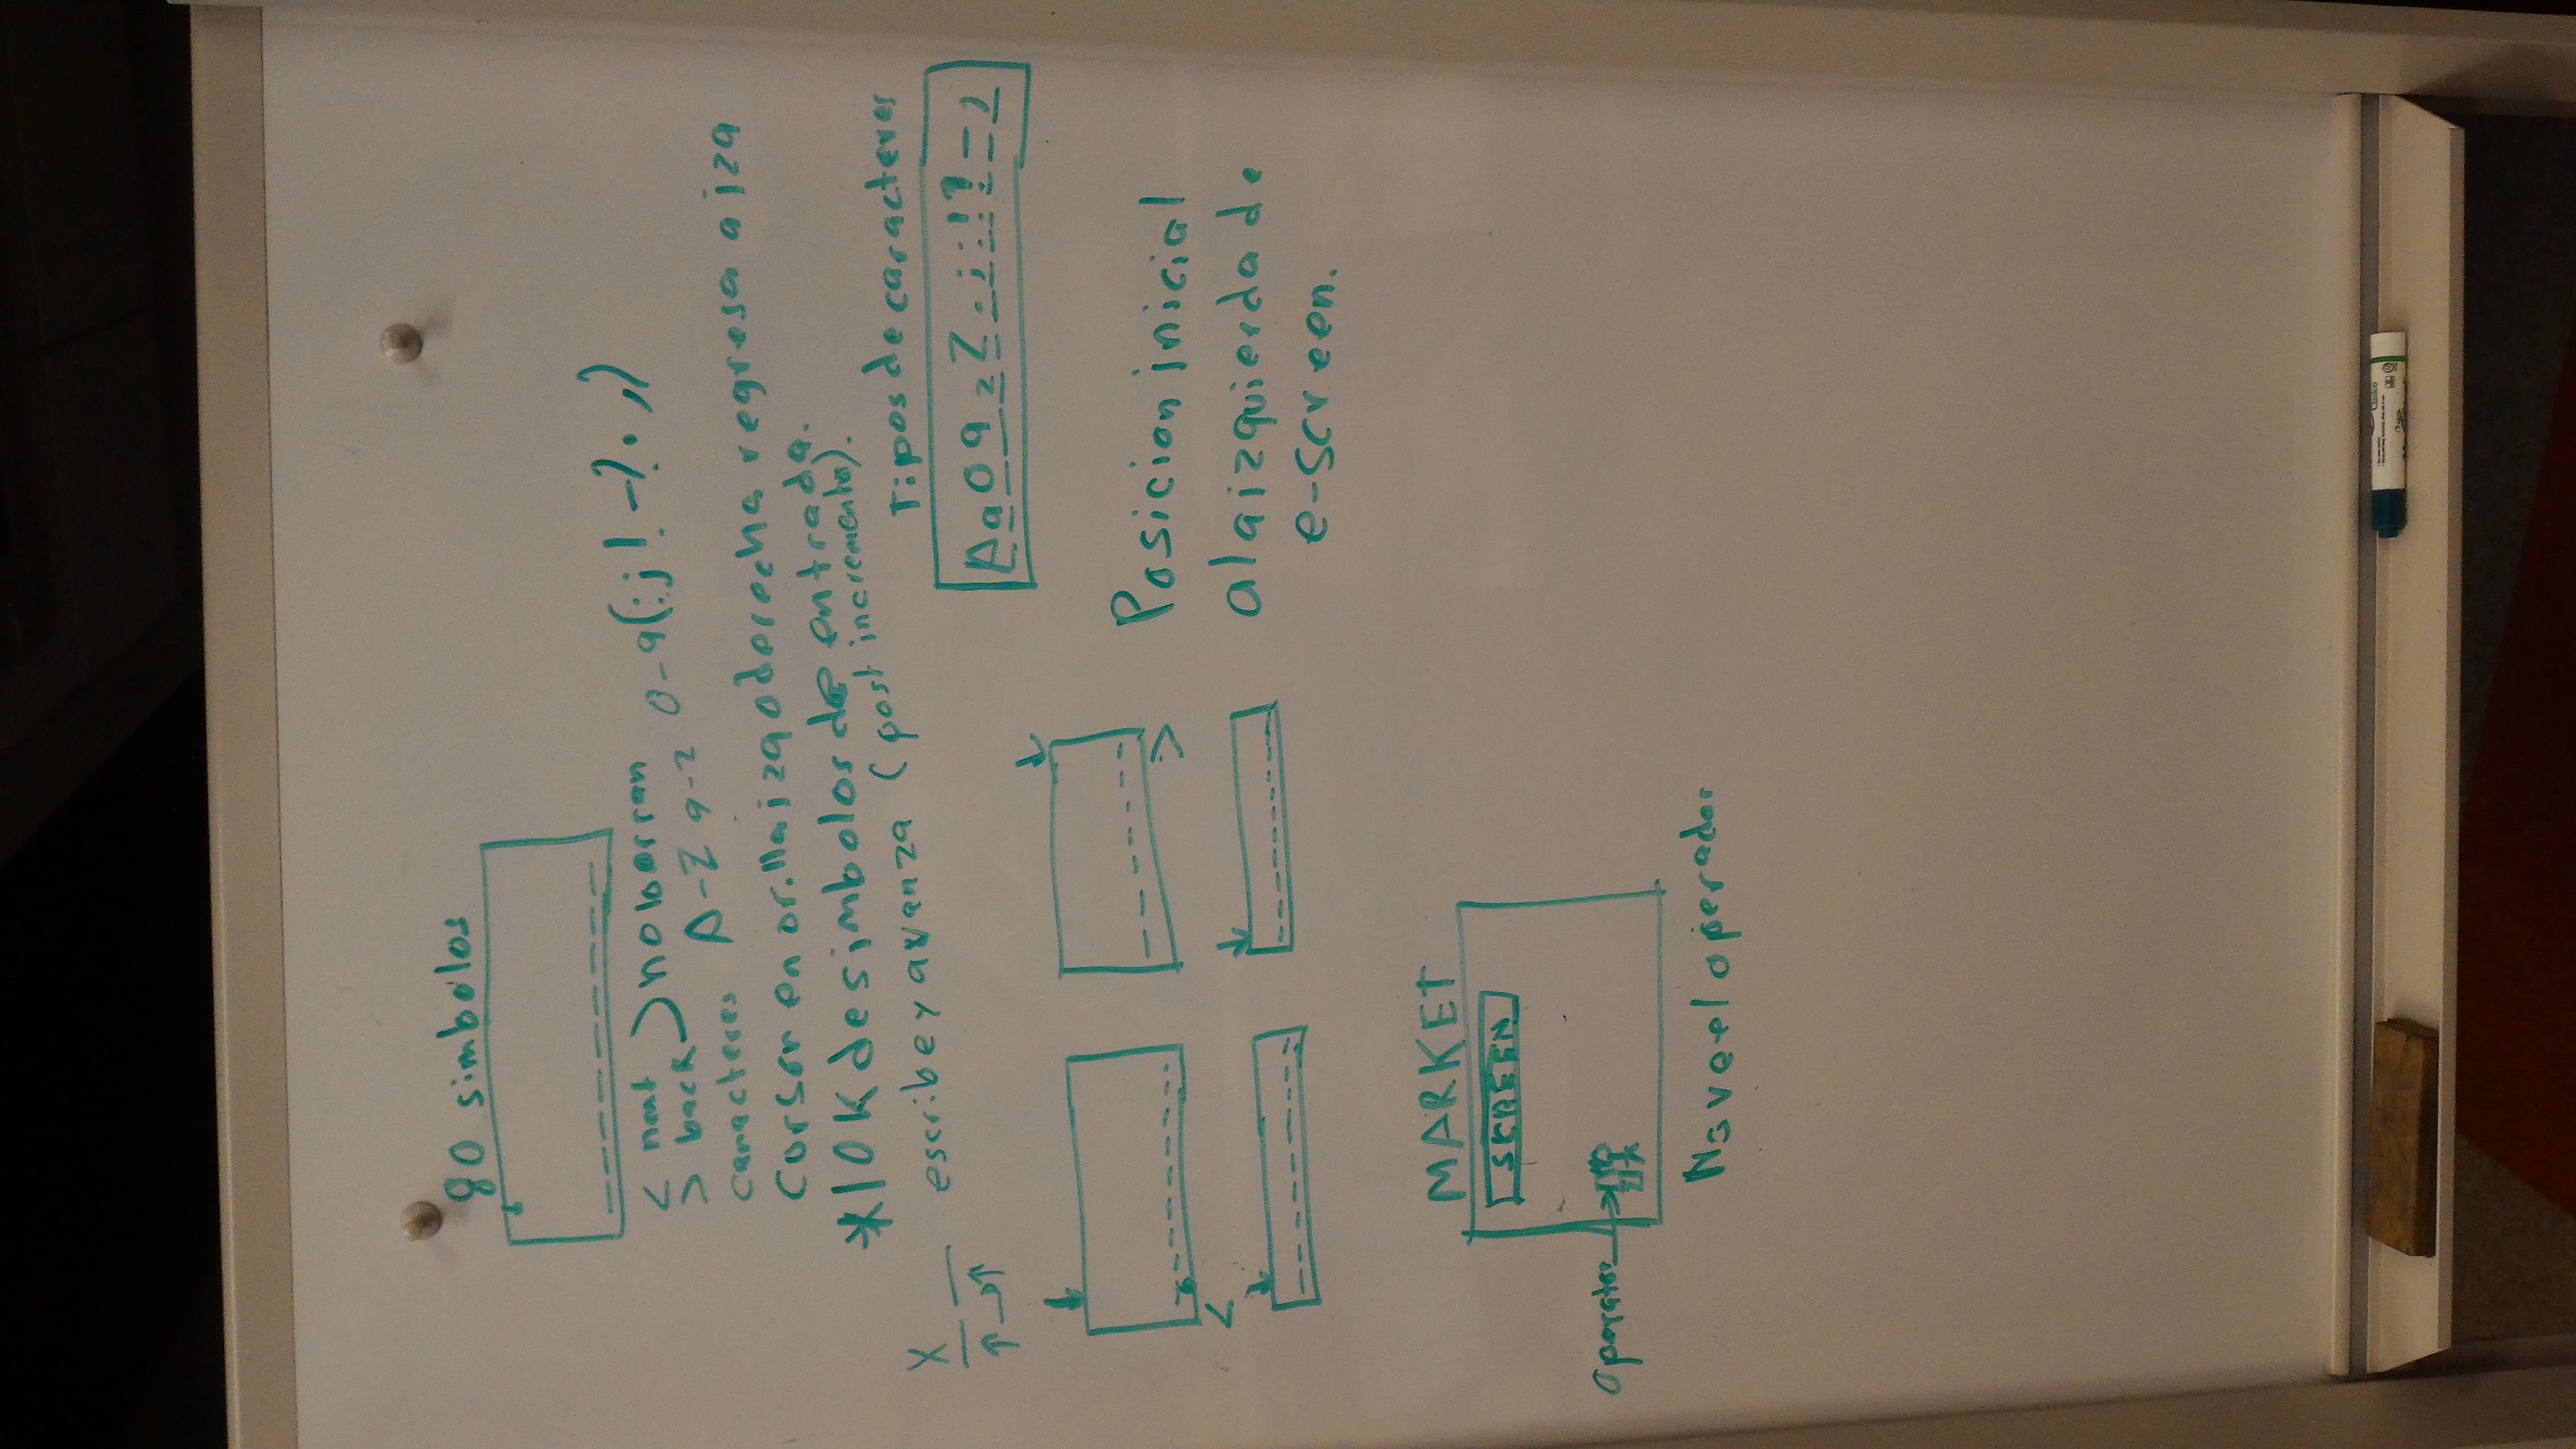 80 simbolos
< next
> back
no borran
caracteres A-Z a-z 0-9 (: ; ! - ? . , )
Cursor en orilla izq o derecha regresa a izq
*10K de simbolos de entrada.
X
escribe y avanza (post incremento).
Tipos de caracteres
A a 0 9 z Z . ; : ! ? - ,
>
<
Posicion inicial
a la izquierda de
e-screen.
MARKET
SCREEN
operator
No ve el operador